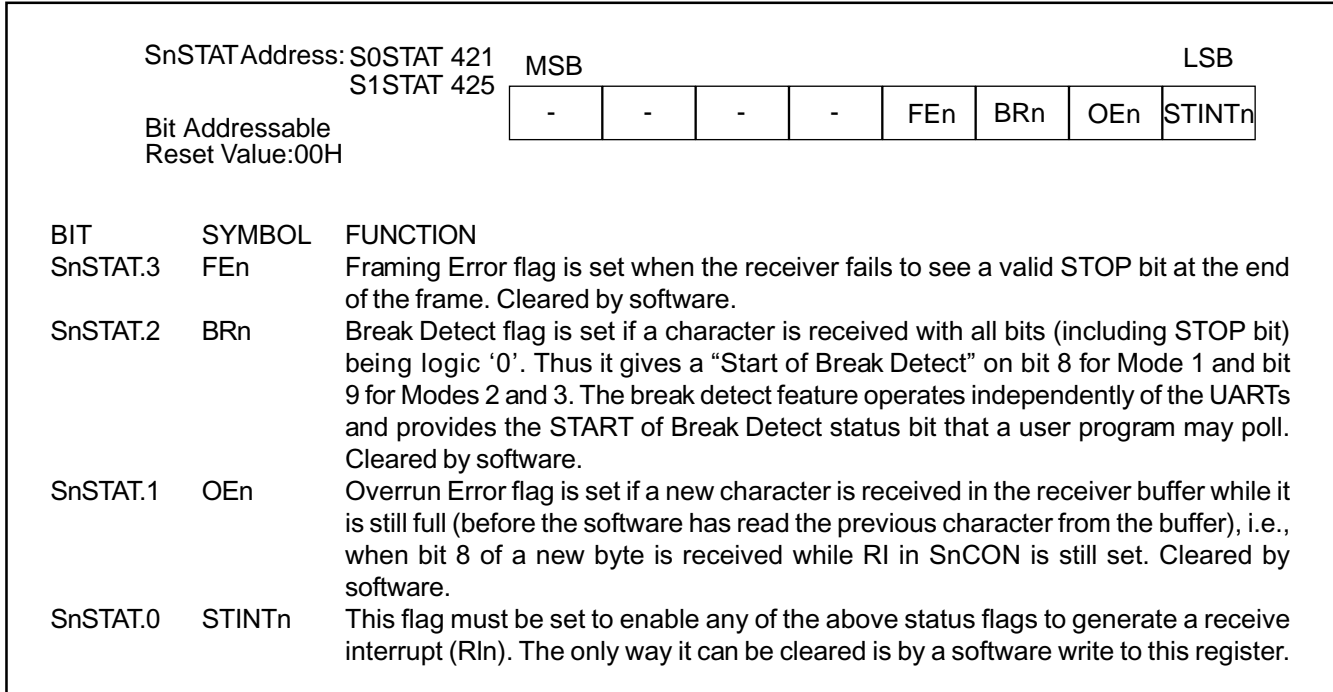 SnSTAT Address: S0STAT 421
S1STAT 425
MSB LSB
Bit Addressable
Reset Value:00H
- - - - FEn BRn OEn STINTn
BIT SYMBOL FUNCTION
SnSTAT.3 FEn Framing Error flag is set when the receiver fails to see a valid STOP bit at the end
of the frame. Cleared by software.
SnSTAT.2 BRn Break Detect flag is set if a character is received with all bits (including STOP bit)
being logic ‘0’. Thus it gives a “Start of Break Detect” on bit 8 for Mode 1 and bit
9 for Modes 2 and 3. The break detect feature operates independently of the UARTs
and provides the START of Break Detect status bit that a user program may poll.
Cleared by software.
SnSTAT.1 OEn Overrun Error flag is set if a new character is received in the receiver buffer while it
is still full (before the software has read the previous character from the buffer), i.e.,
when bit 8 of a new byte is received while RI in SnCON is still set. Cleared by
software.
SnSTAT.0 STINTn This flag must be set to enable any of the above status flags to generate a receive
interrupt (RIn). The only way it can be cleared is by a software write to this register.